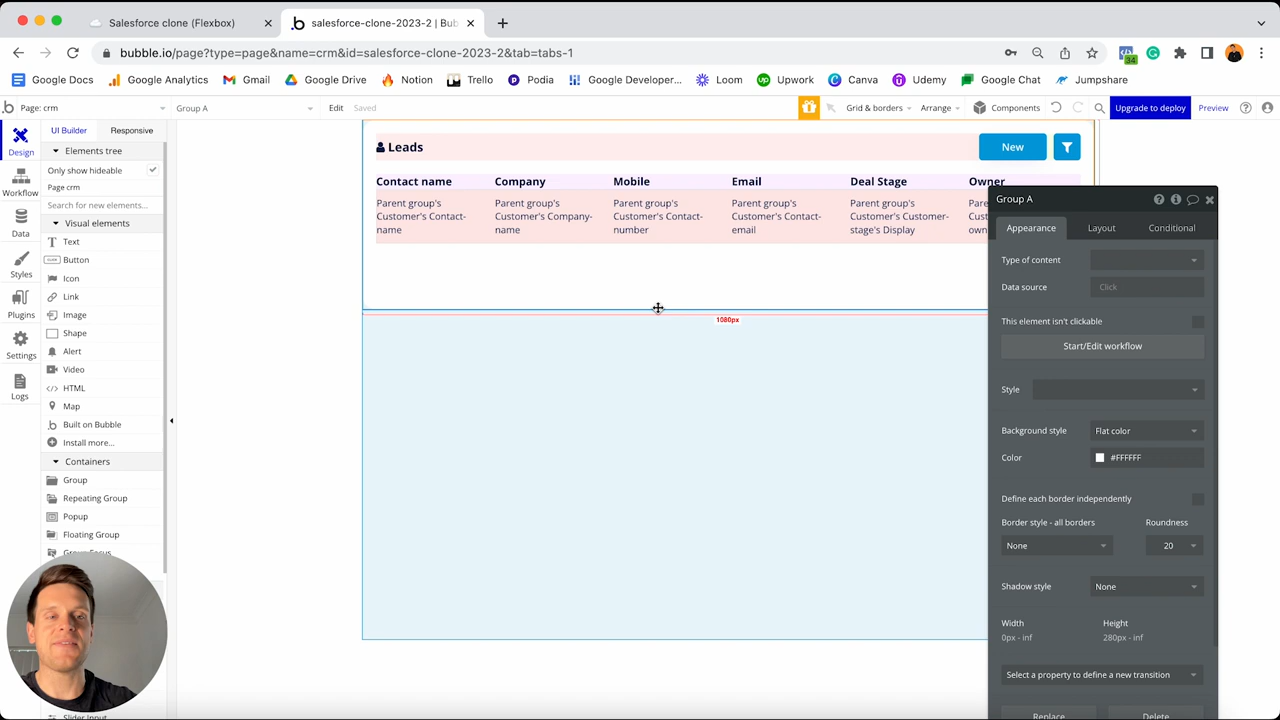 Salesforce clone (Flexbox)
salesforce-clone-2023-2 | Bub
bubble.io/page?type=page&name=crm&id=salesforce-clone-2023-2&tab=tabs-1
34
Google Docs Google Analytics Gmail Google Drive Notion Trello Podia Google Developer... Loom Upwork Canva Udemy Google Chat Jumpshare
Page: crm Group A Edit Saved Grid & borders Arrange Components Upgrade to deploy Preview
UI Builder Responsive
Design
Workflow
Data
Styles
Plugins
Settings
Logs
Elements tree
Only show hideable
Page crm
Search for new elements...
Visual elements
Text
CLICK Button
Icon
Link
Image
Shape
Alert
Video
</> HTML
Map
Built on Bubble
Install more...
Containers
Group
Repeating Group
Popup
Floating Group
Group Focus
Slider Input
Leads New
Contact name Company Mobile Email Deal Stage Owner
Parent group's Parent group's Parent group's Parent group's Parent group's
Customer's Contact- Customer's Company- Customer's Contact- Customer's Contact- Customer's Customer-
name name number email stage's Display
1080px
Group A
Appearance Layout Conditional
Type of content
Data source Click
This element isn't clickable
Start/Edit workflow
Style
Background style Flat color
Color #FFFFFF
Define each border independently
Border style - all borders Roundness
None 20
Shadow style None
Width Height
0px - inf 280px - inf
Select a property to define a new transition
Replace Delete